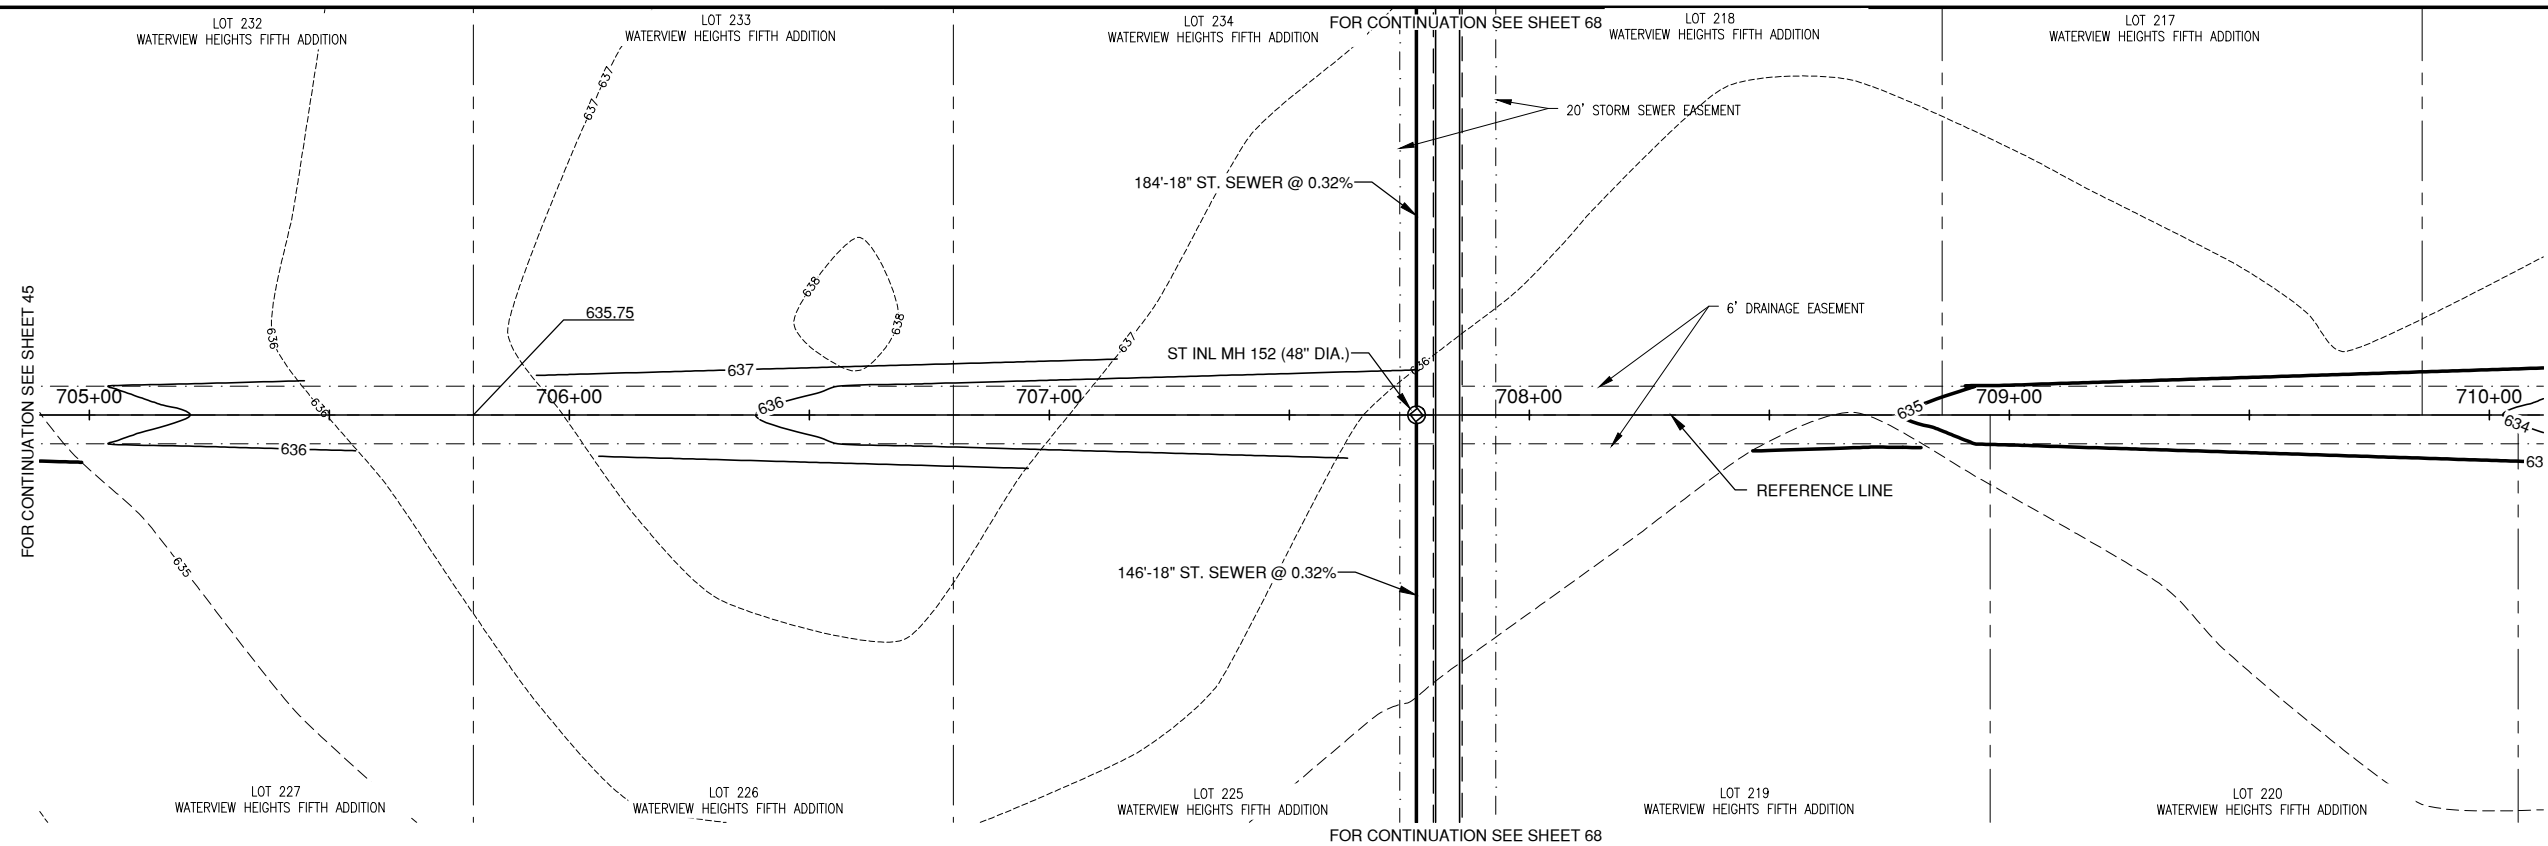 LOT 232
WATERVIEW HEIGHTS FIFTH ADDITION
LOT 233
WATERVIEW HEIGHTS FIFTH ADDITION
LOT 234
WATERVIEW HEIGHTS FIFTH ADDITION
FOR CONTINUATION SEE SHEET 68
LOT 218
WATERVIEW HEIGHTS FIFTH ADDITION
LOT 217
WATERVIEW HEIGHTS FIFTH ADDITION
637
637
20' STORM SEWER EASEMENT
184'-18" ST. SEWER @ 0.32%
638
638
635.75
6' DRAINAGE EASEMENT
636
637
ST INL MH 152 (48" DIA.)
636
637
FOR CONTINUATION SEE SHEET 45
705+00
636
706+00
636
707+00
708+00
635
709+00
710+00
634
636
63
REFERENCE LINE
635
146'-18" ST. SEWER @ 0.32%
LOT 227
WATERVIEW HEIGHTS FIFTH ADDITION
LOT 226
WATERVIEW HEIGHTS FIFTH ADDITION
LOT 225
WATERVIEW HEIGHTS FIFTH ADDITION
LOT 219
WATERVIEW HEIGHTS FIFTH ADDITION
LOT 220
WATERVIEW HEIGHTS FIFTH ADDITION
FOR CONTINUATION SEE SHEET 68